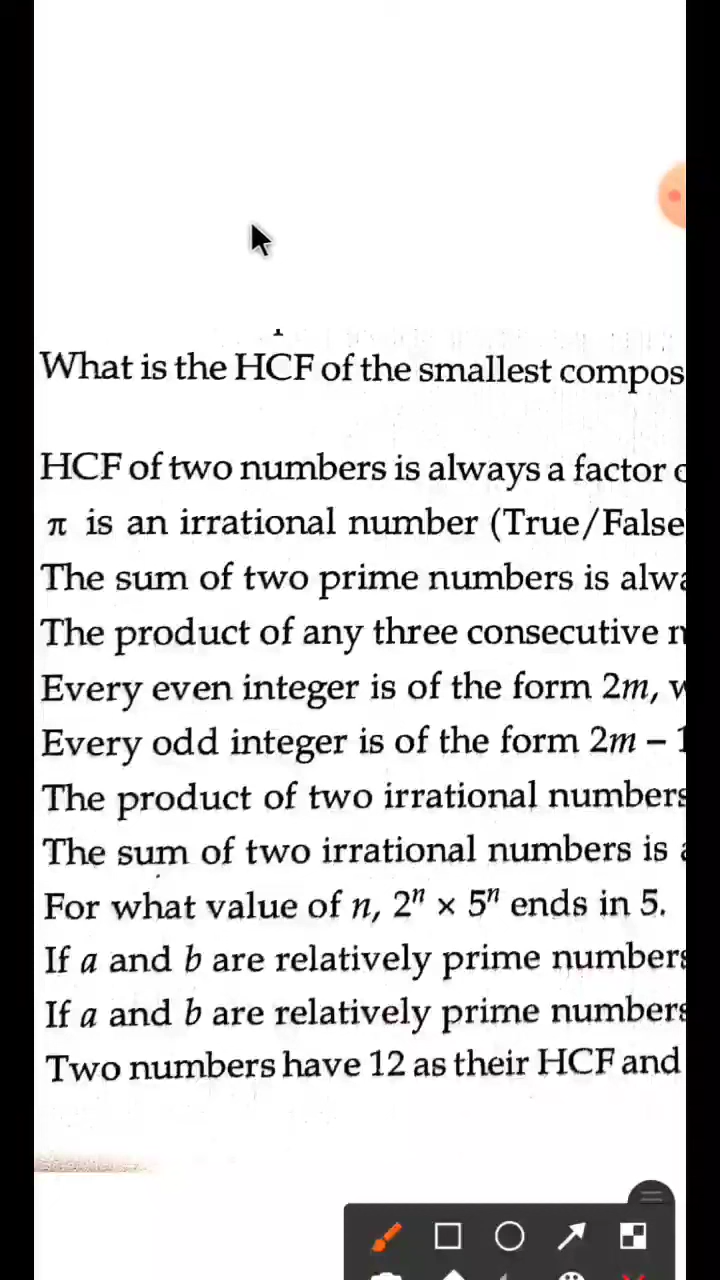 What is the HCF of the smallest compos
HCF of two numbers is always a factor
π is an irrational number (True/False
The sum of two prime numbers is alwa
The product of any three consecutive
Every even integer is of the form 2m,
Every odd integer is of the form 2m – 1
The product of two irrational numbers
The sum of two irrational numbers is
For what value of n, 2ⁿ × 5ⁿ ends in 5.
If a and b are relatively prime numbers
If a and b are relatively prime numbers
Two numbers have 12 as their HCF and